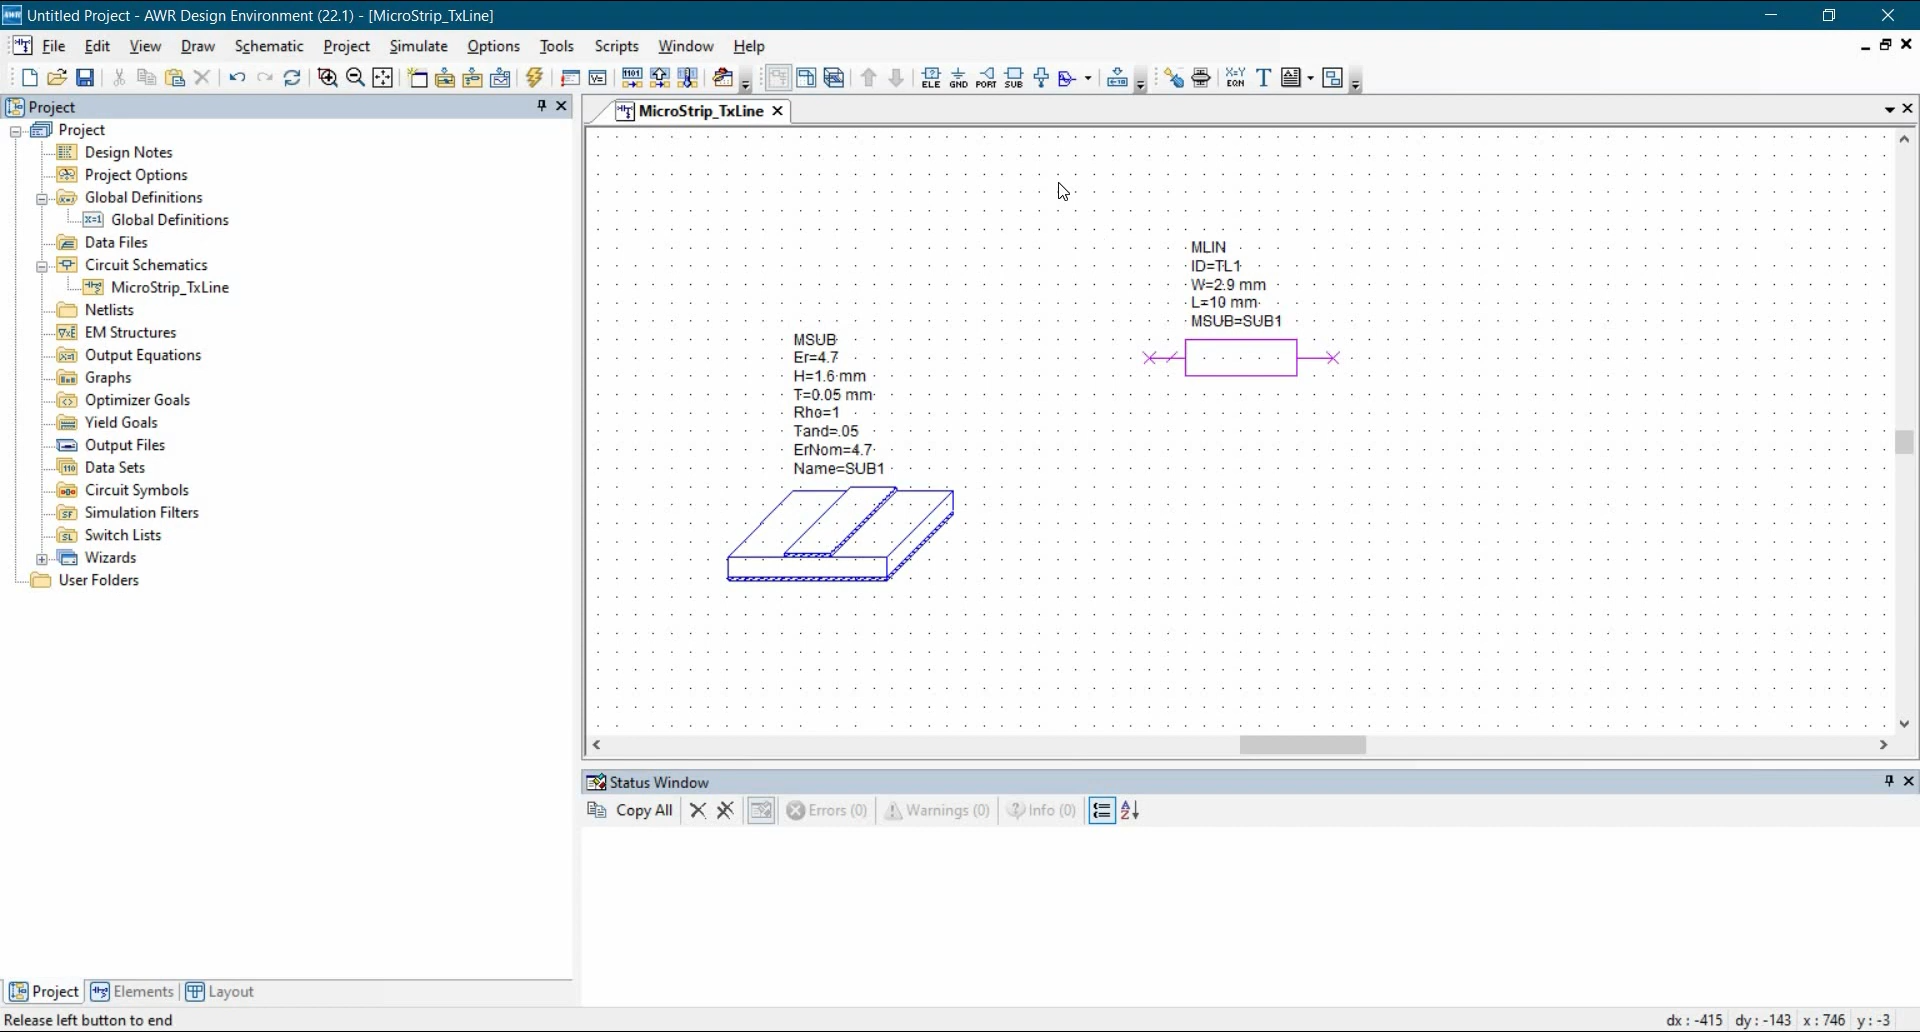 Untitled Project - AWR Design Environment (22.1) - [MicroStrip_TxLine]
File Edit View Draw Schematic Project Simulate Options Tools Scripts Window Help
ELE GND PORT SUB X=Y EQN T
Project
MicroStrip_TxLine
Project
Design Notes
Project Options
Global Definitions
Global Definitions
Data Files
Circuit Schematics
MicroStrip_TxLine
Netlists
EM Structures
Output Equations
Graphs
Optimizer Goals
Yield Goals
Output Files
Data Sets
Circuit Symbols
Simulation Filters
Switch Lists
Wizards
User Folders
MLIN
ID=TL1
W=2.9 mm
L=10 mm
MSUB=SUB1
MSUB
Er=4.7
H=1.6 mm
T=0.05 mm
Rho=1
Tand=.05
ErNom=4.7
Name=SUB1
Status Window
Copy All Errors (0) Warnings (0) Info (0)
Project Elements Layout
Release left button to end
dx : -415 dy : -143 x : 746 y : -3